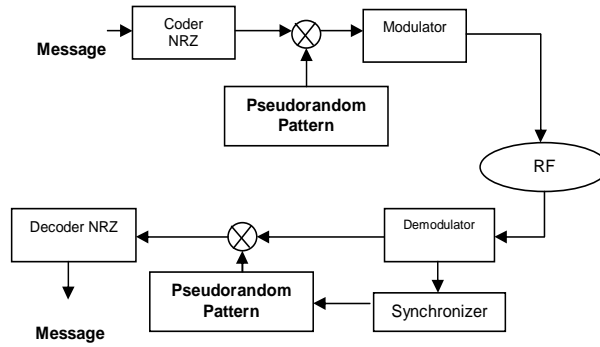 Message
Coder
NRZ
Modulator
Pseudorandom
Pattern
RF
Decoder NRZ
Demodulator
Pseudorandom
Pattern
Synchronizer
Message